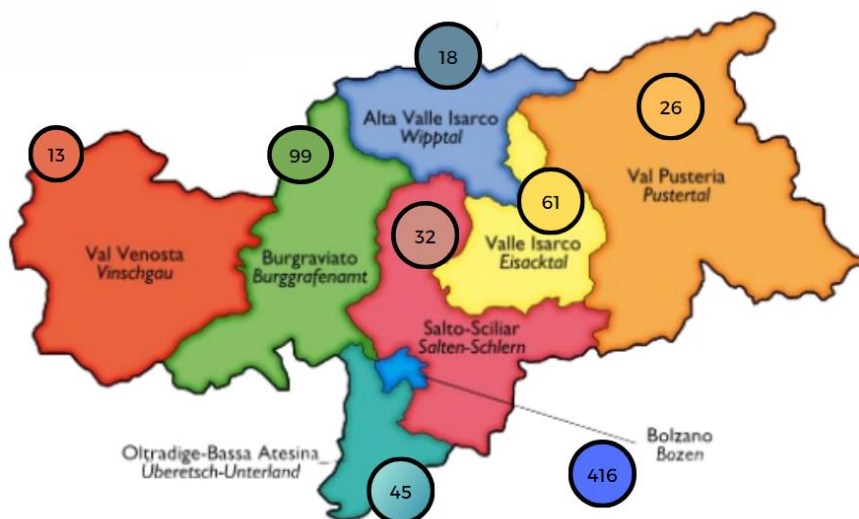 18
Alta Valle Isarco
Wipptal
26
13
99
Val Pusteria
Pustertal
61
32
Val Venosta
Vinschgau
Burgraviato
Burggrafenamt
Valle Isarco
Eisacktal
Salto-Sciliar
Salten-Schlern
Oltradige-Bassa Atesina
Uberetsch-Unterland
Bolzano
Bozen
45
416